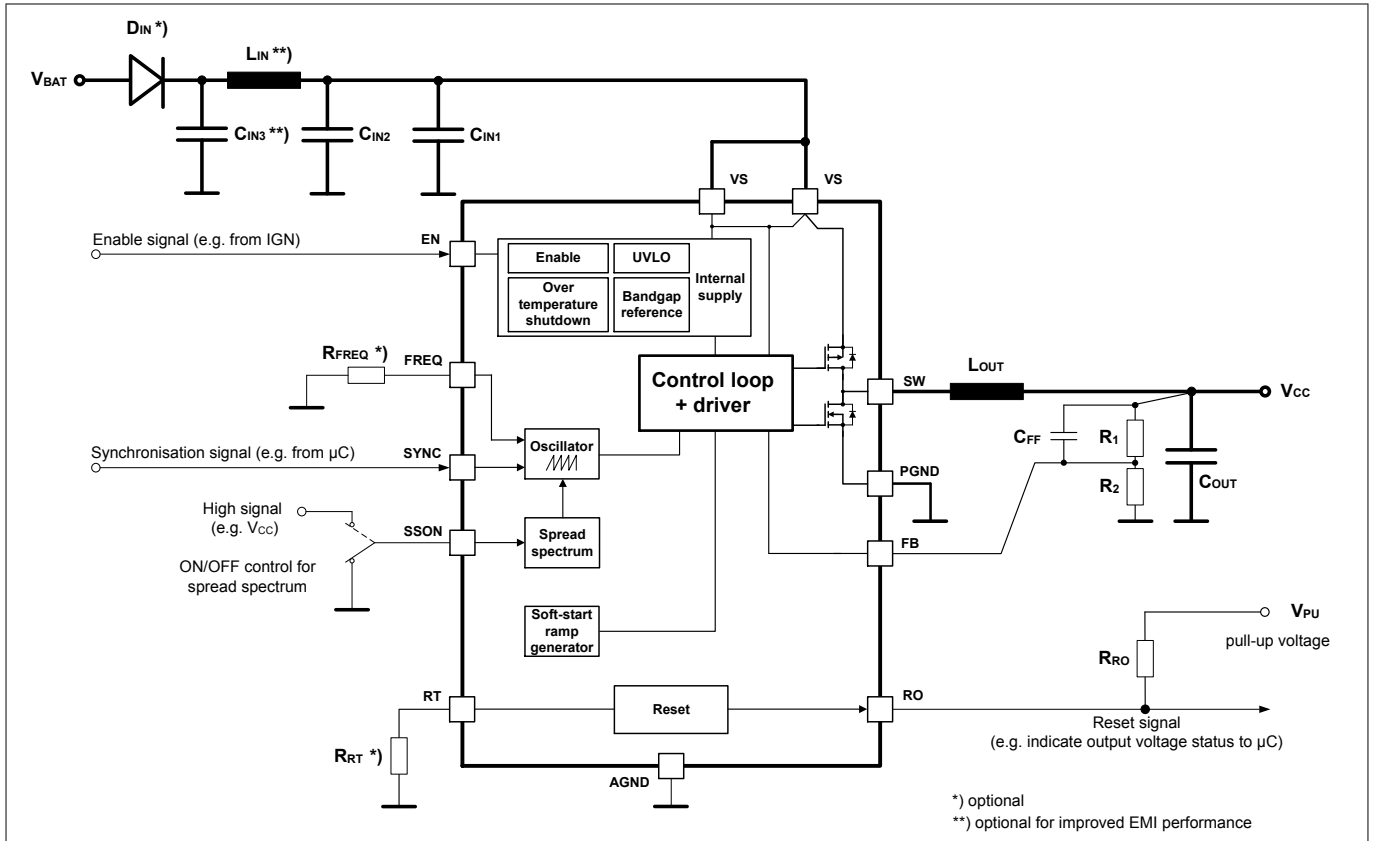 DIN *)
LIN **)
VBAT
CIN3 **)
CIN2
CIN1
VS
VS
Enable signal (e.g. from IGN)
EN
Enable
UVLO
Over
temperature
shutdown
Bandgap
reference
Internal
supply
RFREQ *)
FREQ
Control loop
+ driver
SW
LOUT
VCC
Synchronisation signal (e.g. from µC)
SYNC
Oscillator
CFF
R1
R2
COUT
PGND
High signal
(e.g. VCC)
SSON
Spread
spectrum
FB
ON/OFF control for
spread spectrum
Soft-start
ramp
generator
VPU
pull-up voltage
RRO
RT
Reset
RO
Reset signal
(e.g. indicate output voltage status to µC)
RRT *)
AGND
*) optional
**) optional for improved EMI performance